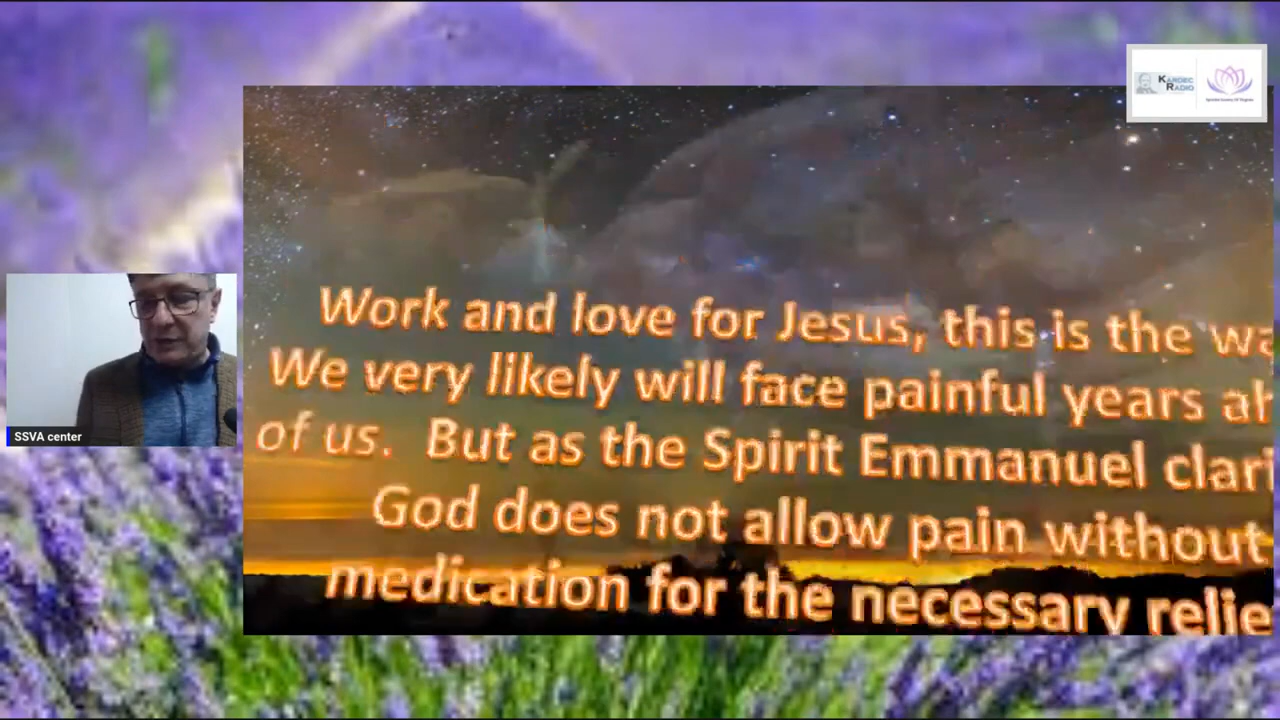 KARDEC
RADIO
Work and love for Jesus, this is the wa
We very likely will face painful years ah
of us. But as the Spirit Emmanuel clari
God does not allow pain without
medication for the necessary relie
SSVA center